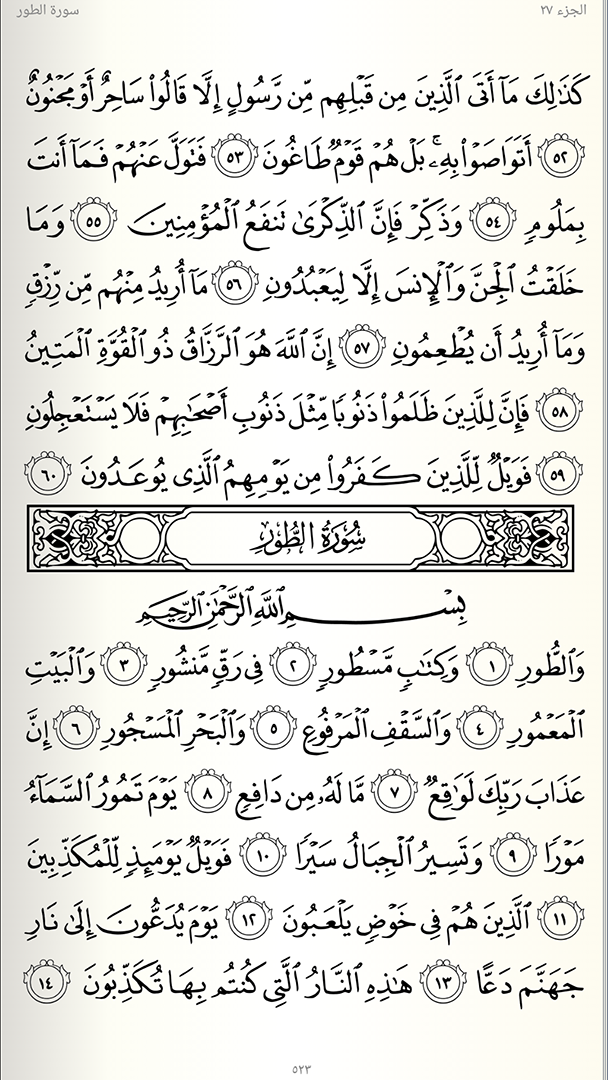 الجزء ٢٧
سورة الطور
كَذَٰلِكَ مَآ أَتَى ٱلَّذِينَ مِن قَبْلِهِم مِّن رَّسُولٍ إِلَّا قَالُوا۟ سَاحِرٌ أَوْ مَجْنُونٌ
٥٢ أَتَوَاصَوْا۟ بِهِۦ ۚ بَلْ هُمْ قَوْمٌ طَاغُونَ ٥٣ فَتَوَلَّ عَنْهُمْ فَمَآ أَنتَ
بِمَلُومٍ ٥٤ وَذَكِّرْ فَإِنَّ ٱلذِّكْرَىٰ تَنفَعُ ٱلْمُؤْمِنِينَ ٥٥ وَمَا
خَلَقْتُ ٱلْجِنَّ وَٱلْإِنسَ إِلَّا لِيَعْبُدُونِ ٥٦ مَآ أُرِيدُ مِنْهُم مِّن رِّزْقٍ
وَمَآ أُرِيدُ أَن يُطْعِمُونِ ٥٧ إِنَّ ٱللَّهَ هُوَ ٱلرَّزَّاقُ ذُو ٱلْقُوَّةِ ٱلْمَتِينُ
٥٨ فَإِنَّ لِلَّذِينَ ظَلَمُوا۟ ذَنُوبًا مِّثْلَ ذَنُوبِ أَصْحَٰبِهِمْ فَلَا يَسْتَعْجِلُونِ
٥٩ فَوَيْلٌ لِّلَّذِينَ كَفَرُوا۟ مِن يَوْمِهِمُ ٱلَّذِى يُوعَدُونَ ٦٠
سُورَةُ الطُّورِ
بِسْمِ ٱللَّهِ ٱلرَّحْمَٰنِ ٱلرَّحِيمِ
وَٱلطُّورِ ١ وَكِتَٰبٍ مَّسْطُورٍ ٢ فِى رَقٍّ مَّنشُورٍ ٣ وَٱلْبَيْتِ
ٱلْمَعْمُورِ ٤ وَٱلسَّقْفِ ٱلْمَرْفُوعِ ٥ وَٱلْبَحْرِ ٱلْمَسْجُورِ ٦ إِنَّ
عَذَابَ رَبِّكَ لَوَٰقِعٌ ٧ مَّا لَهُۥ مِن دَافِعٍ ٨ يَوْمَ تَمُورُ ٱلسَّمَآءُ
مَوْرًا ٩ وَتَسِيرُ ٱلْجِبَالُ سَيْرًا ١٠ فَوَيْلٌ يَوْمَئِذٍ لِّلْمُكَذِّبِينَ
١١ ٱلَّذِينَ هُمْ فِى خَوْضٍ يَلْعَبُونَ ١٢ يَوْمَ يُدَعُّونَ إِلَىٰ نَارِ
جَهَنَّمَ دَعًّا ١٣ هَٰذِهِ ٱلنَّارُ ٱلَّتِى كُنتُم بِهَا تُكَذِّبُونَ ١٤
٥٢٣